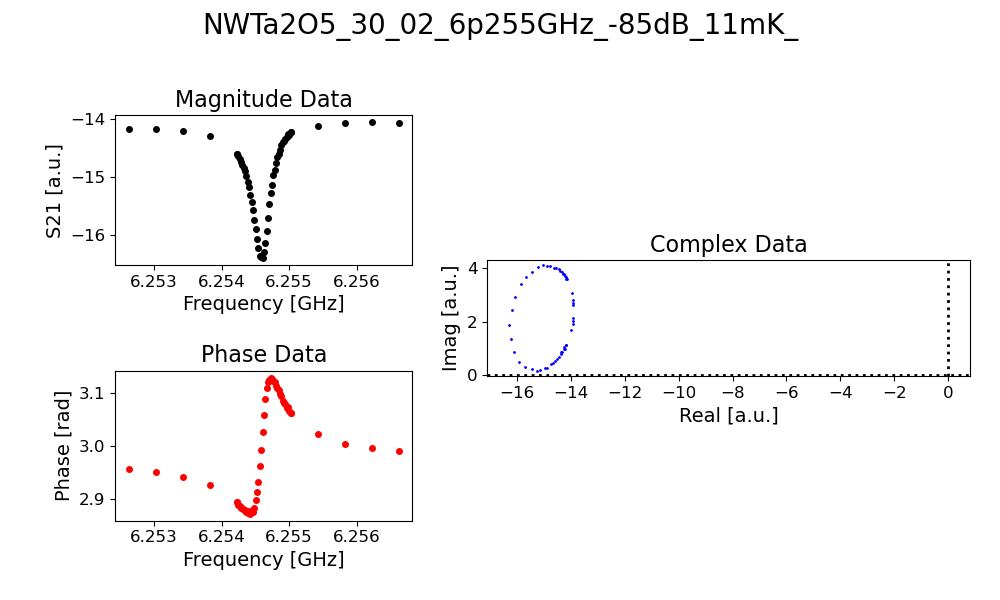 NWTa2O5_30_02_6p255GHz_-85dB_11mK_
Magnitude Data
S21 [a.u.]
−14
−15
−16
6.253 6.254 6.255 6.256
Frequency [GHz]
Phase Data
Phase [rad]
3.1
3.0
2.9
6.253 6.254 6.255 6.256
Frequency [GHz]
Complex Data
Imag [a.u.]
4
2
0
−16 −14 −12 −10 −8 −6 −4 −2 0
Real [a.u.]